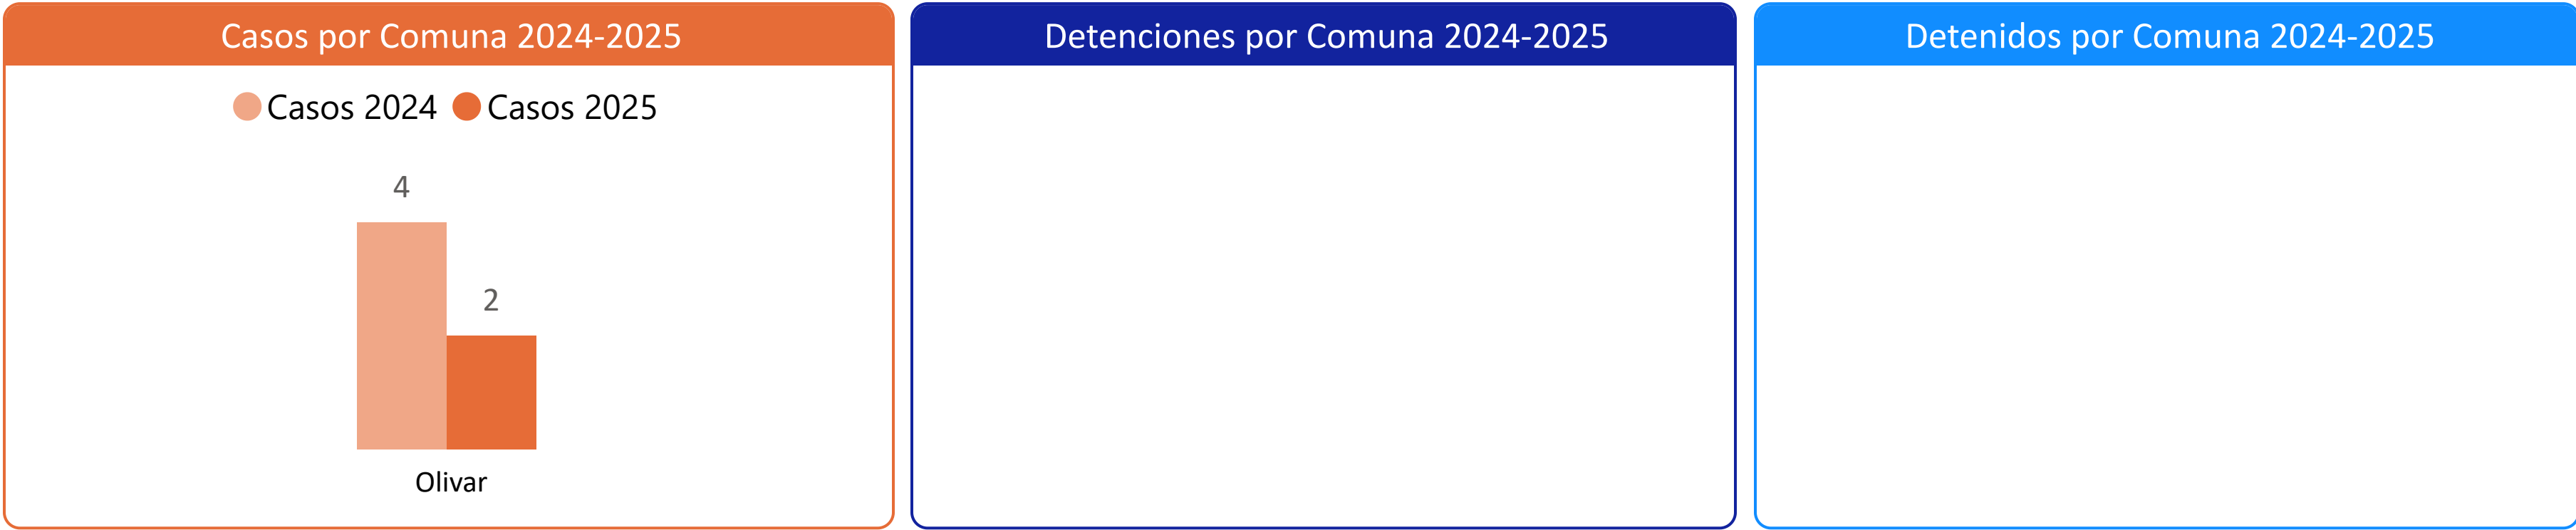 Casos por Comuna 2024-2025
Casos 2024 Casos 2025
4
2
Olivar
Detenciones por Comuna 2024-2025
Detenidos por Comuna 2024-2025